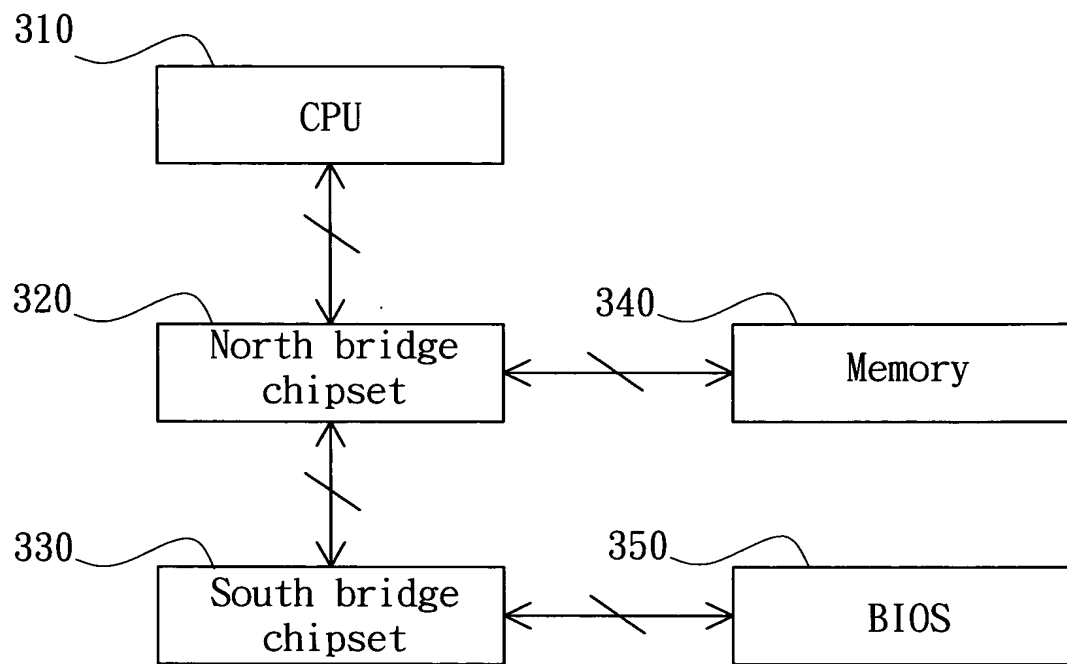 310
CPU
320
North bridge
chipset
340
Memory
330
South bridge
chipset
350
BIOS